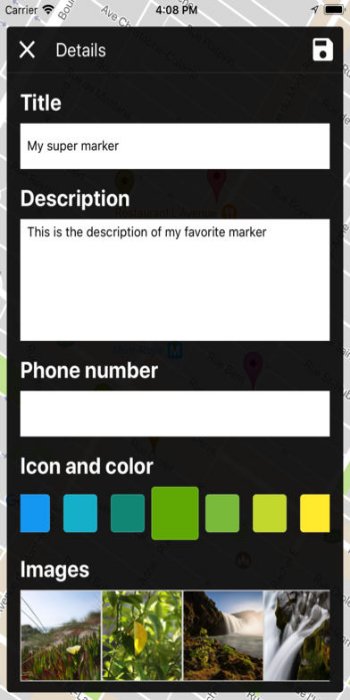 Carrier 4:08 PM
Details
Title
My super marker
Description
This is the description of my favorite marker
Phone number
Icon and color
Images